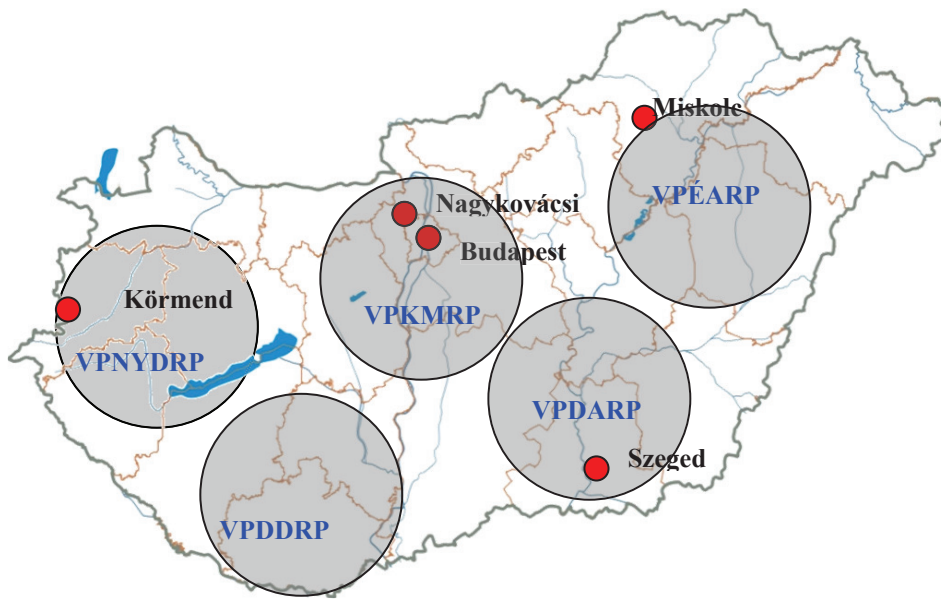 Miskolc
VPÉARP
Nagykovácsi
Budapest
Körmend
VPKMRP
VPNYDRP
VPDARP
Szeged
VPDDRP